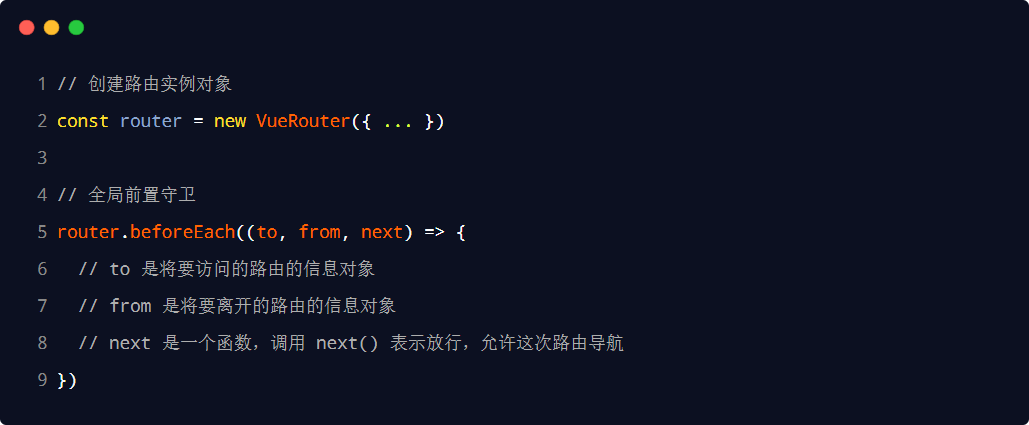 1 // 创建路由实例对象
2 const router = new VueRouter({ ... })
3
4 // 全局前置守卫
5 router.beforeEach((to, from, next) => {
6   // to 是将要访问的路由的信息对象
7   // from 是将要离开的路由的信息对象
8   // next 是一个函数，调用 next() 表示放行，允许这次路由导航
9 })